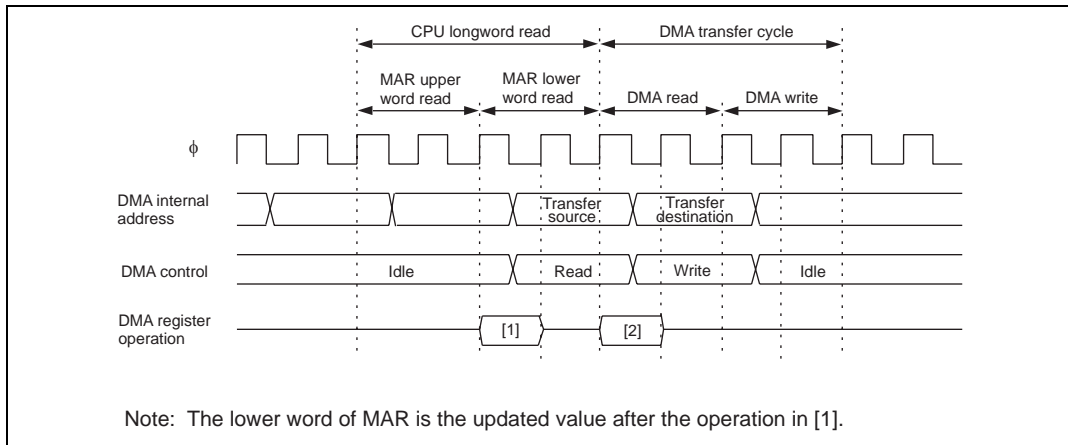 CPU longword read DMA transfer cycle
MAR upper word read MAR lower word read DMA read DMA write
ϕ
DMA internal address Transfer source Transfer destination
DMA control Idle Read Write Idle
DMA register operation [1] [2]
Note: The lower word of MAR is the updated value after the operation in [1].